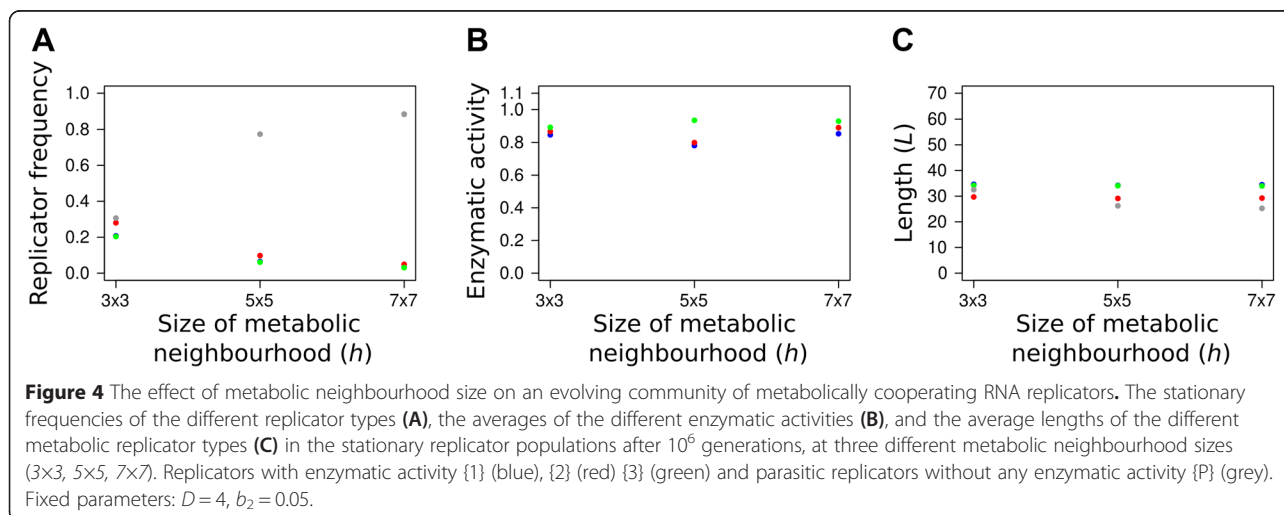 A
B
C
Replicator frequency
1.0
0.8
0.6
0.4
0.2
0.0
3x3
5x5
7x7
Size of metabolic
neighbourhood (h)
Enzymatic activity
1.1
1.0
0.8
0.6
0.4
0.2
0.0
3x3
5x5
7x7
Size of metabolic
neighbourhood (h)
Length (L)
70
60
50
40
30
20
10
0
3x3
5x5
7x7
Size of metabolic
neighbourhood (h)
Figure 4 The effect of metabolic neighbourhood size on an evolving community of metabolically cooperating RNA replicators. The stationary
frequencies of the different replicator types (A), the averages of the different enzymatic activities (B), and the average lengths of the different
metabolic replicator types (C) in the stationary replicator populations after 10⁶ generations, at three different metabolic neighbourhood sizes
(3×3, 5×5, 7×7). Replicators with enzymatic activity {1} (blue), {2} (red) {3} (green) and parasitic replicators without any enzymatic activity {P} (grey).
Fixed parameters: D = 4, b₂ = 0.05.